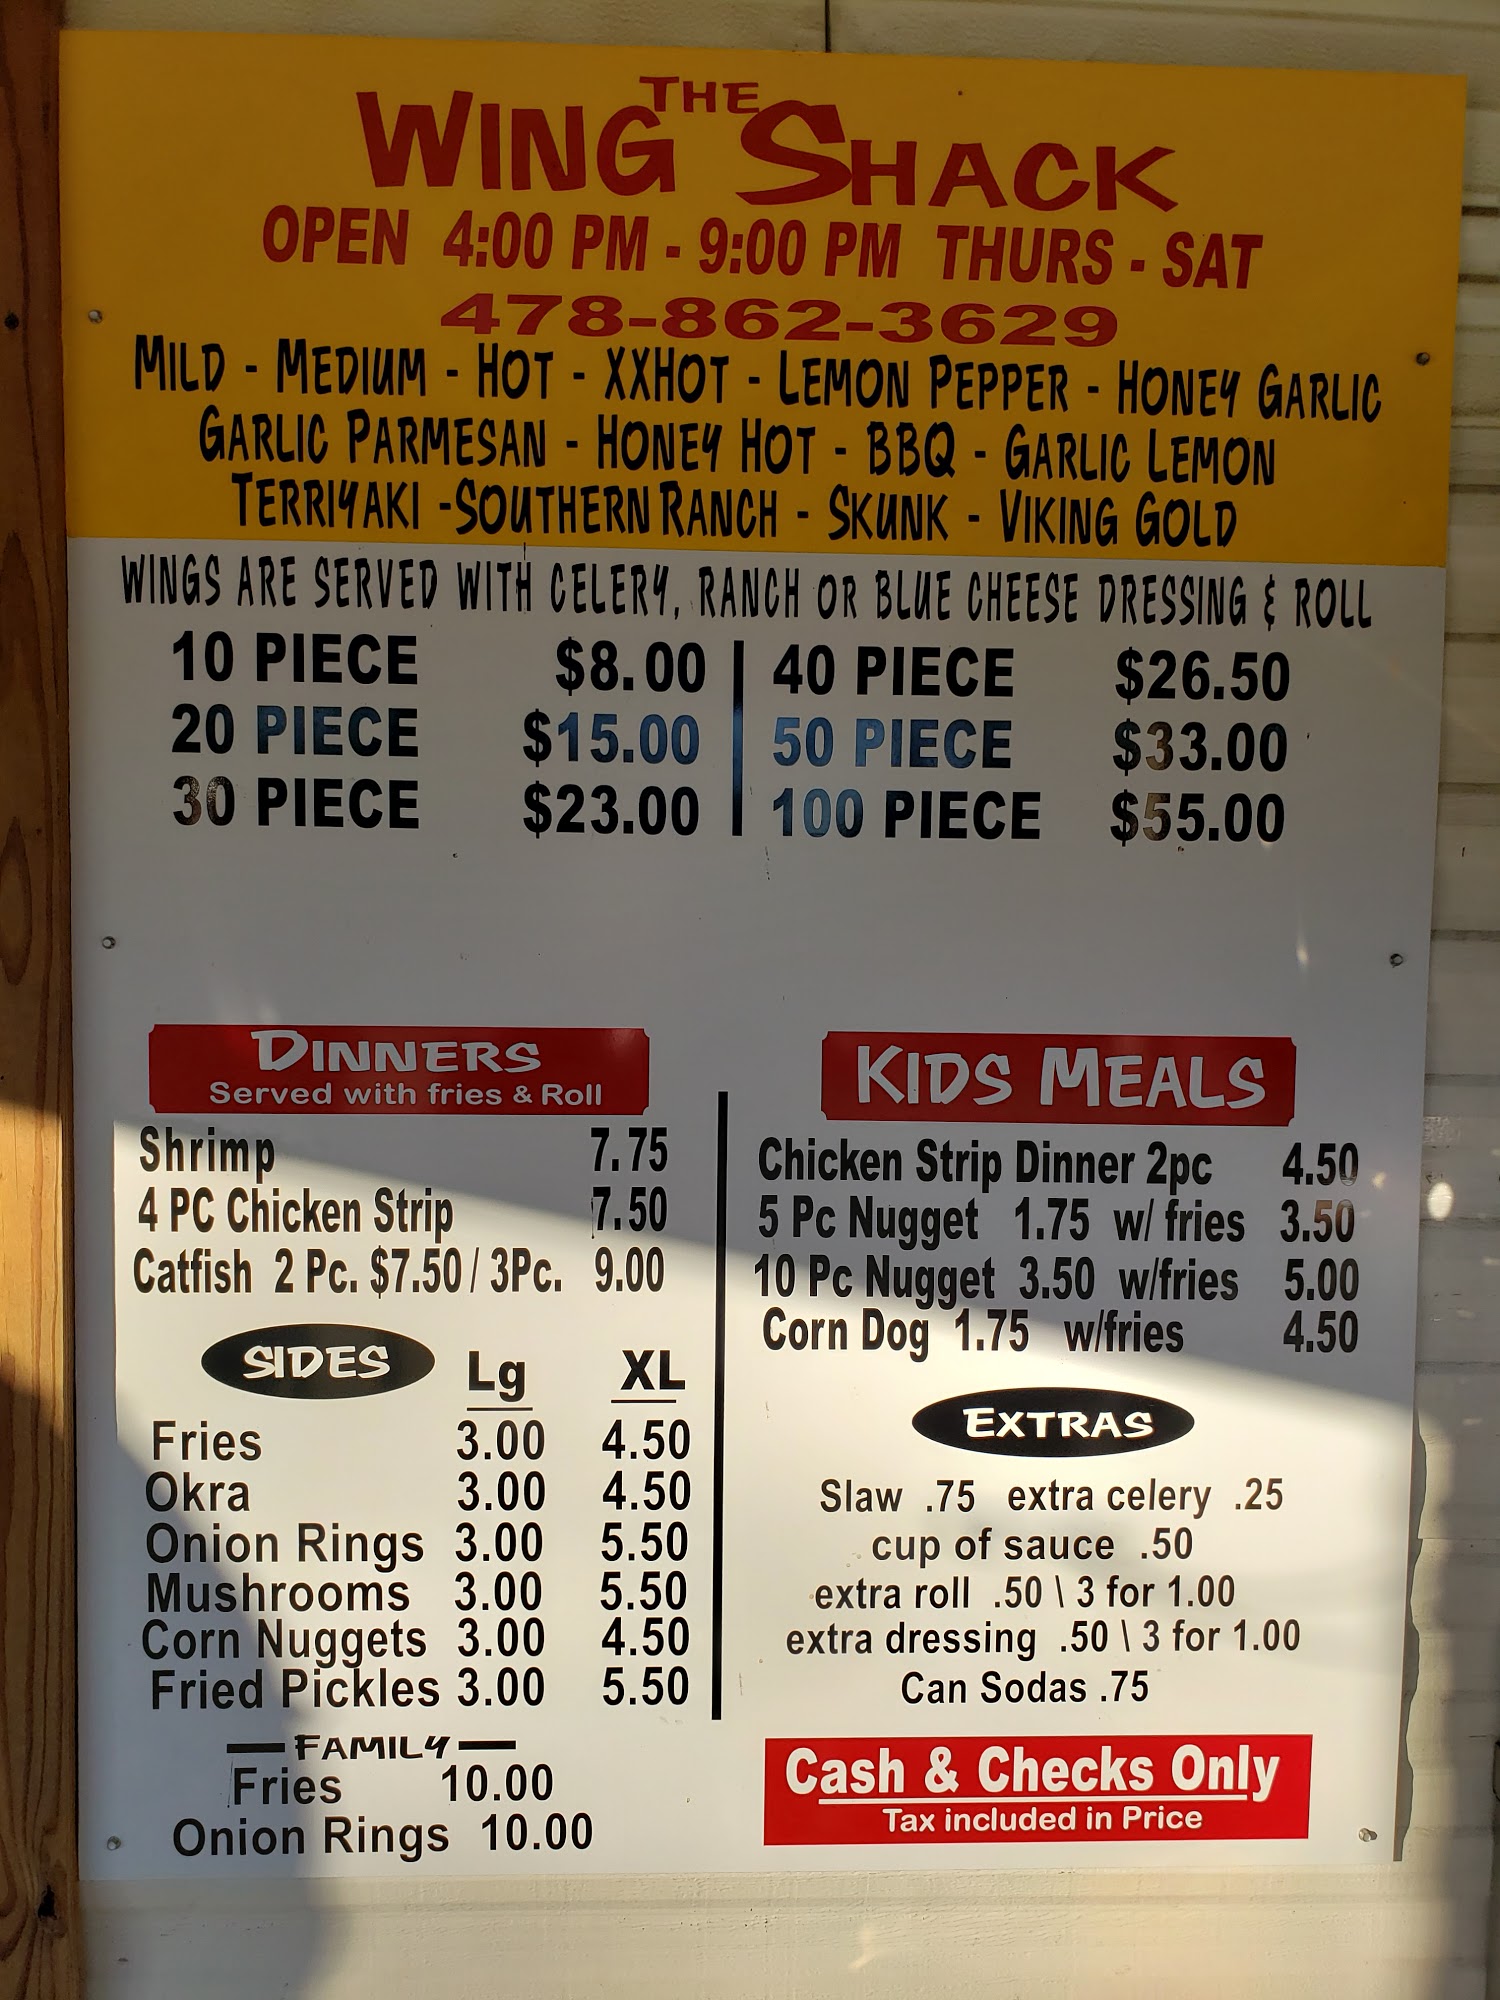 THE
WING SHACK
OPEN 4:00 PM - 9:00 PM THURS - SAT
478-862-3629
MILD - MEDIUM - HOT - XXHOT - LEMON PEPPER - HONEY GARLIC
GARLIC PARMESAN - HONEY HOT - BBQ - GARLIC LEMON
TERRIYAKI -SOUTHERN RANCH - SKUNK - VIKING GOLD
WINGS ARE SERVED WITH CELERY, RANCH OR BLUE CHEESE DRESSING & ROLL
10 PIECE $8.00 | 40 PIECE $26.50
20 PIECE $15.00 | 50 PIECE $33.00
30 PIECE $23.00 | 100 PIECE $55.00
DINNERS
Served with fries & Roll
Shrimp 7.75
4 PC Chicken Strip 7.50
Catfish 2 Pc. $7.50 / 3Pc. 9.00
SIDES Lg XL
Fries 3.00 4.50
Okra 3.00 4.50
Onion Rings 3.00 5.50
Mushrooms 3.00 5.50
Corn Nuggets 3.00 4.50
Fried Pickles 3.00 5.50
FAMILY
Fries 10.00
Onion Rings 10.00
KIDS MEALS
Chicken Strip Dinner 2pc 4.50
5 Pc Nugget 1.75 w/ fries 3.50
10 Pc Nugget 3.50 w/fries 5.00
Corn Dog 1.75 w/fries 4.50
EXTRAS
Slaw .75 extra celery .25
cup of sauce .50
extra roll .50 \ 3 for 1.00
extra dressing .50 \ 3 for 1.00
Can Sodas .75
Cash & Checks Only
Tax included in Price